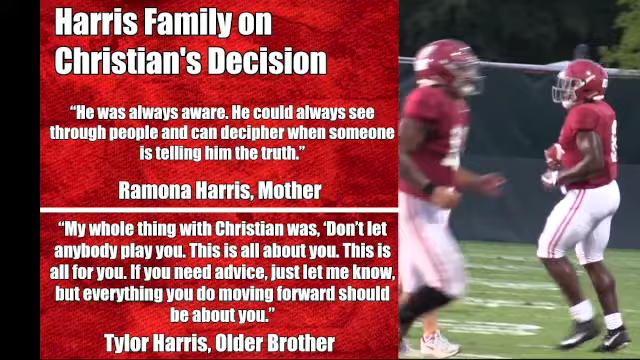 Harris Family on
Christian's Decision
“He was always aware. He could always see
through people and can decipher when someone
is telling him the truth.”
Ramona Harris, Mother
“My whole thing with Christian was, ‘Don’t let
anybody play you. This is all about you. This is
all for you. If you need advice, just let me know,
but everything you do moving forward should
be about you.”
Tylor Harris, Older Brother